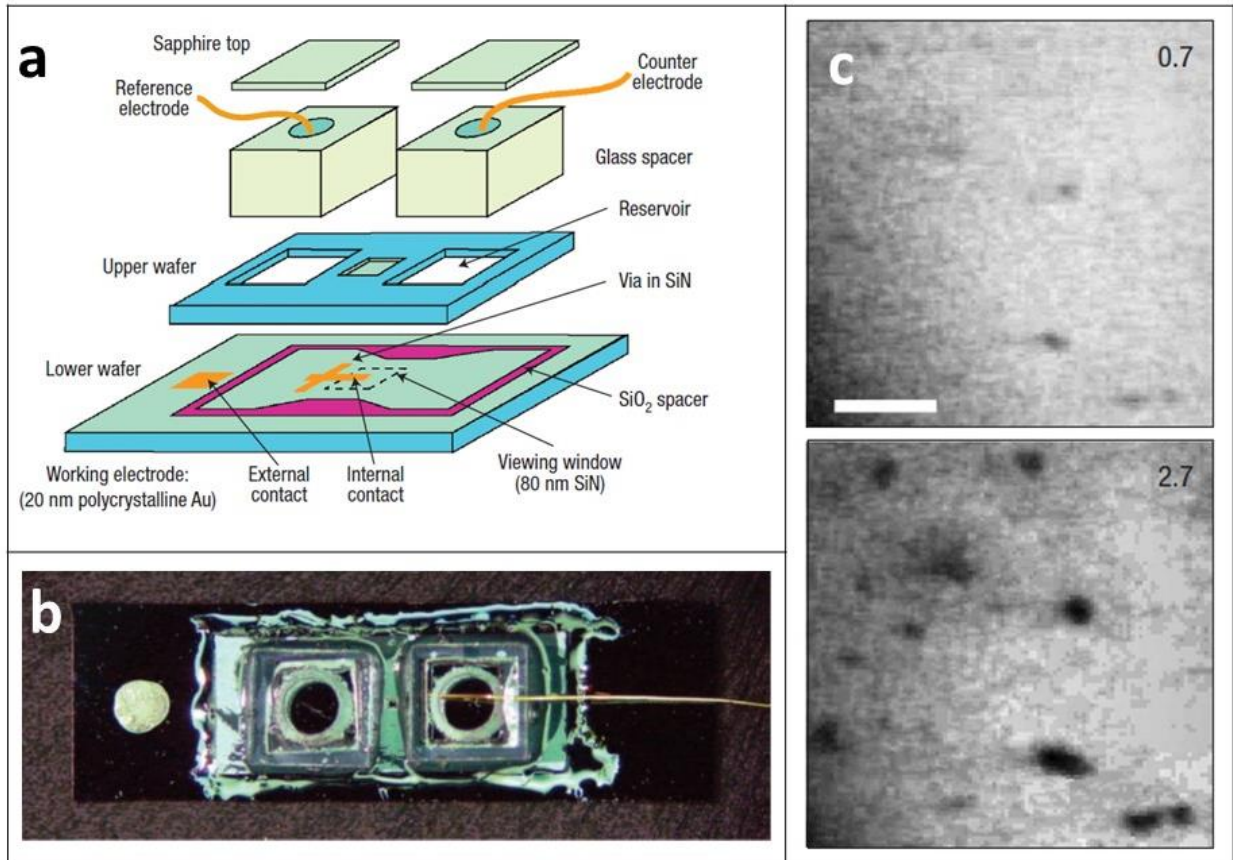 a
Sapphire top
Reference
electrode
Counter
electrode
Glass spacer
Reservoir
Upper wafer
Via in SiN
Lower wafer
SiO₂ spacer
Working electrode:
(20 nm polycrystalline Au)
External
contact
Internal
contact
Viewing window
(80 nm SiN)
b
c
0.7
2.7